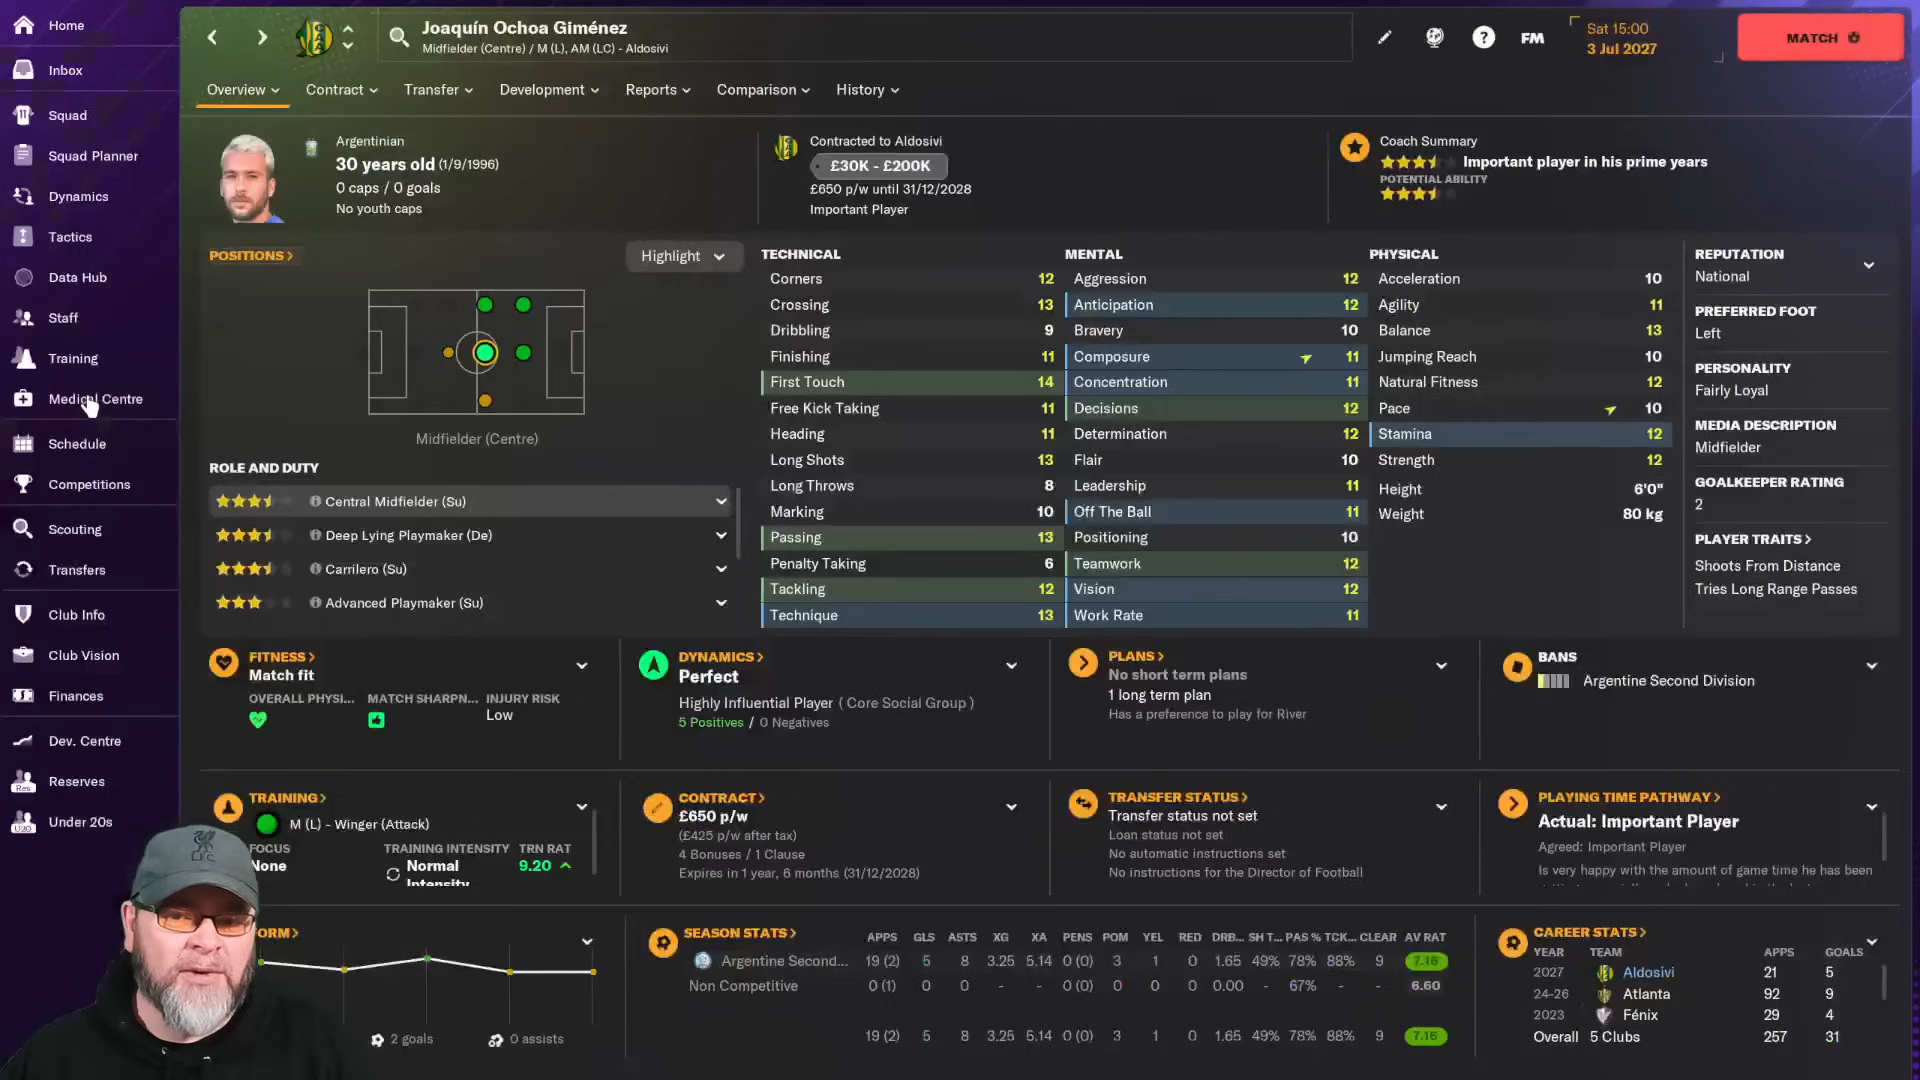 Home
Inbox
Squad
Squad Planner
Dynamics
Tactics
Data Hub
Staff
Training
Medical Centre
Schedule
Competitions
Scouting
Transfers
Club Info
Club Vision
Finances
Dev. Centre
Reserves
Under 20s
Joaquín Ochoa Giménez
Midfielder (Centre) / M (L), AM (LC) - Aldosivi
FM
Sat 15:00
3 Jul 2027
MATCH
Overview
Contract
Transfer
Development
Reports
Comparison
History
Argentinian
30 years old (1/9/1996)
0 caps / 0 goals
No youth caps
Contracted to Aldosivi
£30K - £200K
£650 p/w until 31/12/2028
Important Player
Coach Summary
Important player in his prime years
POTENTIAL ABILITY
POSITIONS >
Highlight
Midfielder (Centre)
ROLE AND DUTY
Central Midfielder (Su)
Deep Lying Playmaker (De)
Carrilero (Su)
Advanced Playmaker (Su)
TECHNICAL
Corners 12
Crossing 13
Dribbling 9
Finishing 11
First Touch 14
Free Kick Taking 11
Heading 11
Long Shots 13
Long Throws 8
Marking 10
Passing 13
Penalty Taking 6
Tackling 12
Technique 13
MENTAL
Aggression 12
Anticipation 12
Bravery 10
Composure 11
Concentration 11
Decisions 12
Determination 12
Flair 10
Leadership 11
Off The Ball 11
Positioning 10
Teamwork 12
Vision 12
Work Rate 11
PHYSICAL
Acceleration 10
Agility 11
Balance 13
Jumping Reach 10
Natural Fitness 12
Pace 10
Stamina 12
Strength 12
Height 6'0"
Weight 80 kg
REPUTATION
National
PREFERRED FOOT
Left
PERSONALITY
Fairly Loyal
MEDIA DESCRIPTION
Midfielder
GOALKEEPER RATING
2
PLAYER TRAITS >
Shoots From Distance
Tries Long Range Passes
FITNESS >
Match fit
OVERALL PHYSI... MATCH SHARPN... INJURY RISK
Low
DYNAMICS >
Perfect
Highly Influential Player ( Core Social Group )
5 Positives / 0 Negatives
PLANS >
No short term plans
1 long term plan
Has a preference to play for River
BANS
Argentine Second Division
TRAINING >
M (L) - Winger (Attack)
FOCUS TRAINING INTENSITY TRN RAT
None Normal Intensity 9.20
CONTRACT >
£650 p/w
(£425 p/w after tax)
4 Bonuses / 1 Clause
Expires in 1 year, 6 months (31/12/2028)
TRANSFER STATUS >
Transfer status not set
Loan status not set
No automatic instructions set
No instructions for the Director of Football
PLAYING TIME PATHWAY >
Actual: Important Player
Agreed: Important Player
Is very happy with the amount of game time he has been
ORM >
2 goals 0 assists
SEASON STATS > APPS GLS ASTS XG XA PENS POM YEL RED DRB... SH T... PAS % TCK... CLEAR AV RAT
Argentine Second... 19 (2) 5 8 3.25 5.14 0 (0) 3 1 0 1.65 49% 78% 88% 9 7.16
Non Competitive 0 (1) 0 0 - - 0 (0) 0 0 0 0.00 - 67% - - 6.60
19 (2) 5 8 3.25 5.14 0 (0) 3 1 0 1.65 49% 78% 88% 9 7.16
CAREER STATS >
YEAR TEAM APPS GOALS
2027 Aldosivi 21 5
24-26 Atlanta 92 9
2023 Fénix 29 4
Overall 5 Clubs 257 31